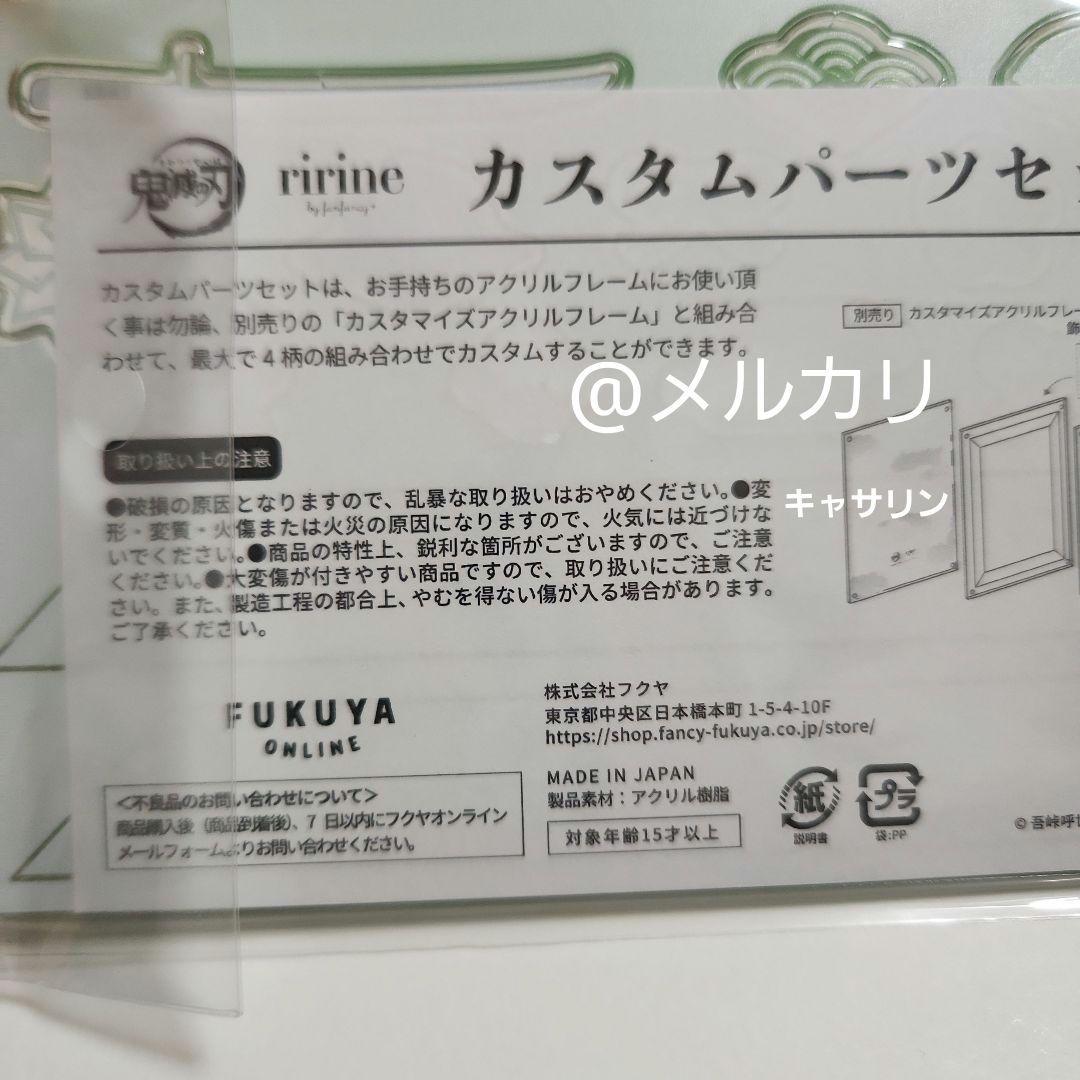 鬼滅の刃
ririne
by fanfancy+
カスタムパーツセ
カスタムパーツセットは、お手持ちのアクリルフレームにお使い頂
く事は勿論、別売りの「カスタマイズアクリルフレーム」と組み合
わせて、最大で4柄の組み合わせでカスタムすることができます。
別売り カスタマイズアクリルフレー
飾
@メルカリ
キャサリン
取り扱い上の注意
●破損の原因となりますので、乱暴な取り扱いはおやめください。●変
形・変質・火傷または火災の原因になりますので、火気には近づけな
いでください。●商品の特性上、鋭利な箇所がございますので、ご注意
ください。●大変傷が付きやすい商品ですので、取り扱いにご注意くだ
さい。また、製造工程の都合上、やむを得ない傷が入る場合があります。
ご了承ください。
FUKUYA
ONLINE
株式会社フクヤ
東京都中央区日本橋本町 1-5-4-10F
https://shop.fancy-fukuya.co.jp/store/
MADE IN JAPAN
製品素材：アクリル樹脂
対象年齢15才以上
紙
説明書
プラ
袋:PP
<不良品のお問い合わせについて>
商品購入後（商品到着後）、7 日以内にフクヤオンライン
メールフォームよりお問い合わせください。
©吾峠呼世